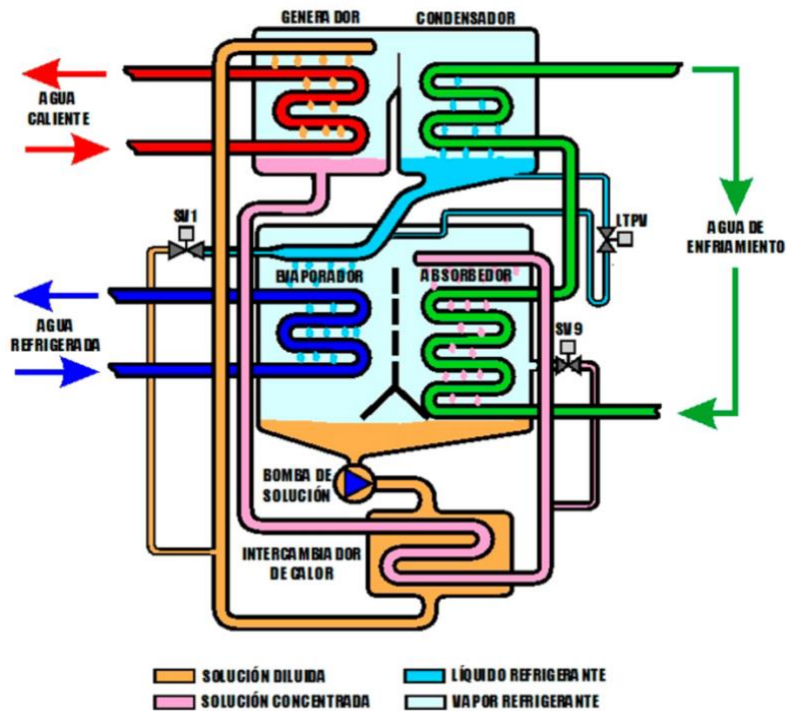 GENERADOR
CONDENSADOR
AGUA
CALIENTE
SV1
LTPV
AGUA DE
ENFRIAMIENTO
EVAPORADOR
ABSORBEDOR
AGUA
REFRIGERADA
SV9
BOMBA DE
SOLUCIÓN
INTERCAMBIADOR
DE CALOR
SOLUCIÓN DILUIDA
LÍQUIDO REFRIGERANTE
SOLUCIÓN CONCENTRADA
VAPOR REFRIGERANTE